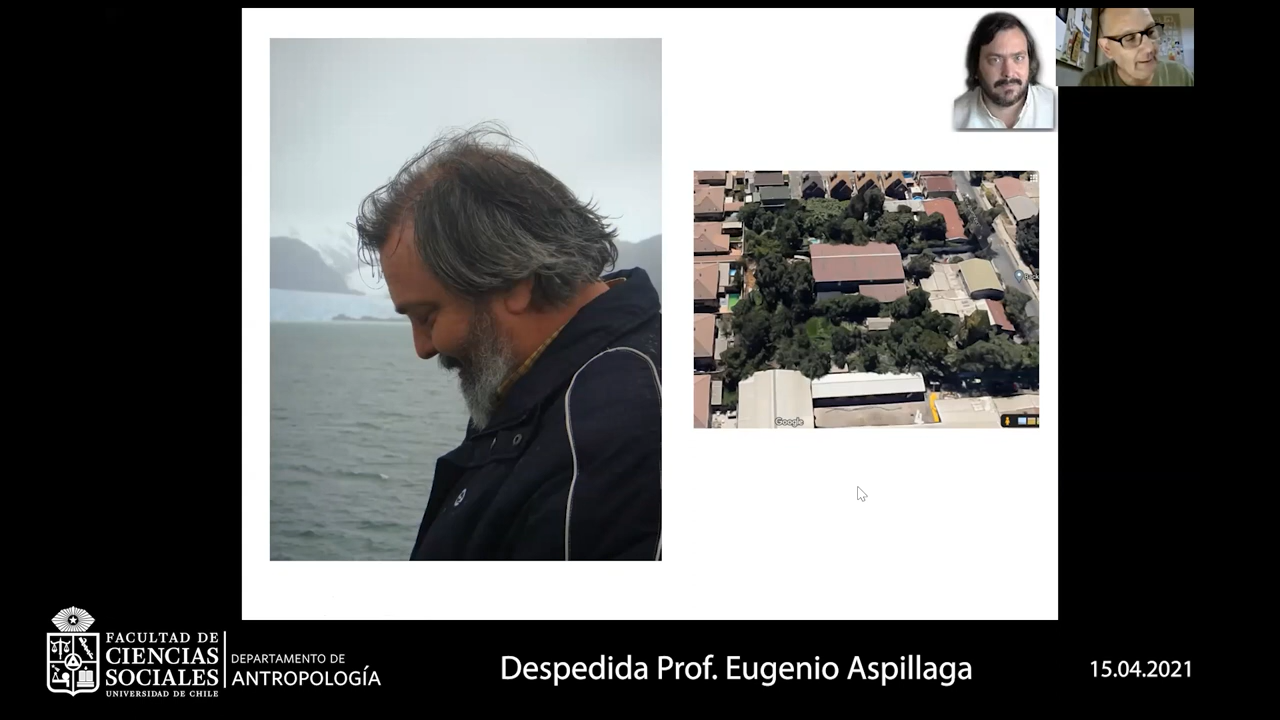 Google
FACULTAD DE
CIENCIAS
SOCIALES
UNIVERSIDAD DE CHILE
DEPARTAMENTO DE
ANTROPOLOGÍA
Despedida Prof. Eugenio Aspillaga
15.04.2021